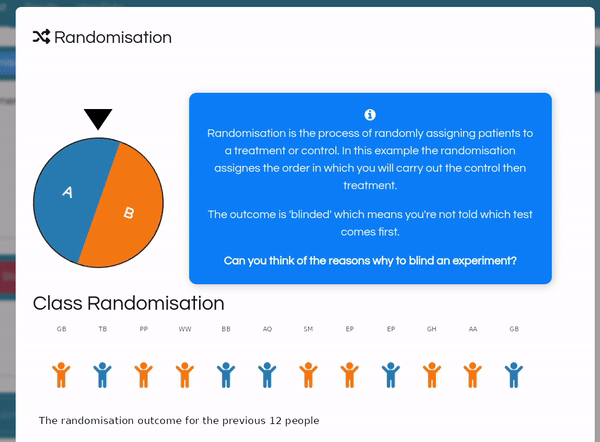 Randomisation
Randomisation is the process of randomly assigning patients to
a treatment or control. In this example the randomisation
assignes the order in which you will carry out the control then
treatment.
The outcome is 'blinded' which means you're not told which test
comes first.
Can you think of the reasons why to blind an experiment?
A
B
Class Randomisation
GB TB PP WW BB AQ SM EP EP GH AA GB
The randomisation outcome for the previous 12 people